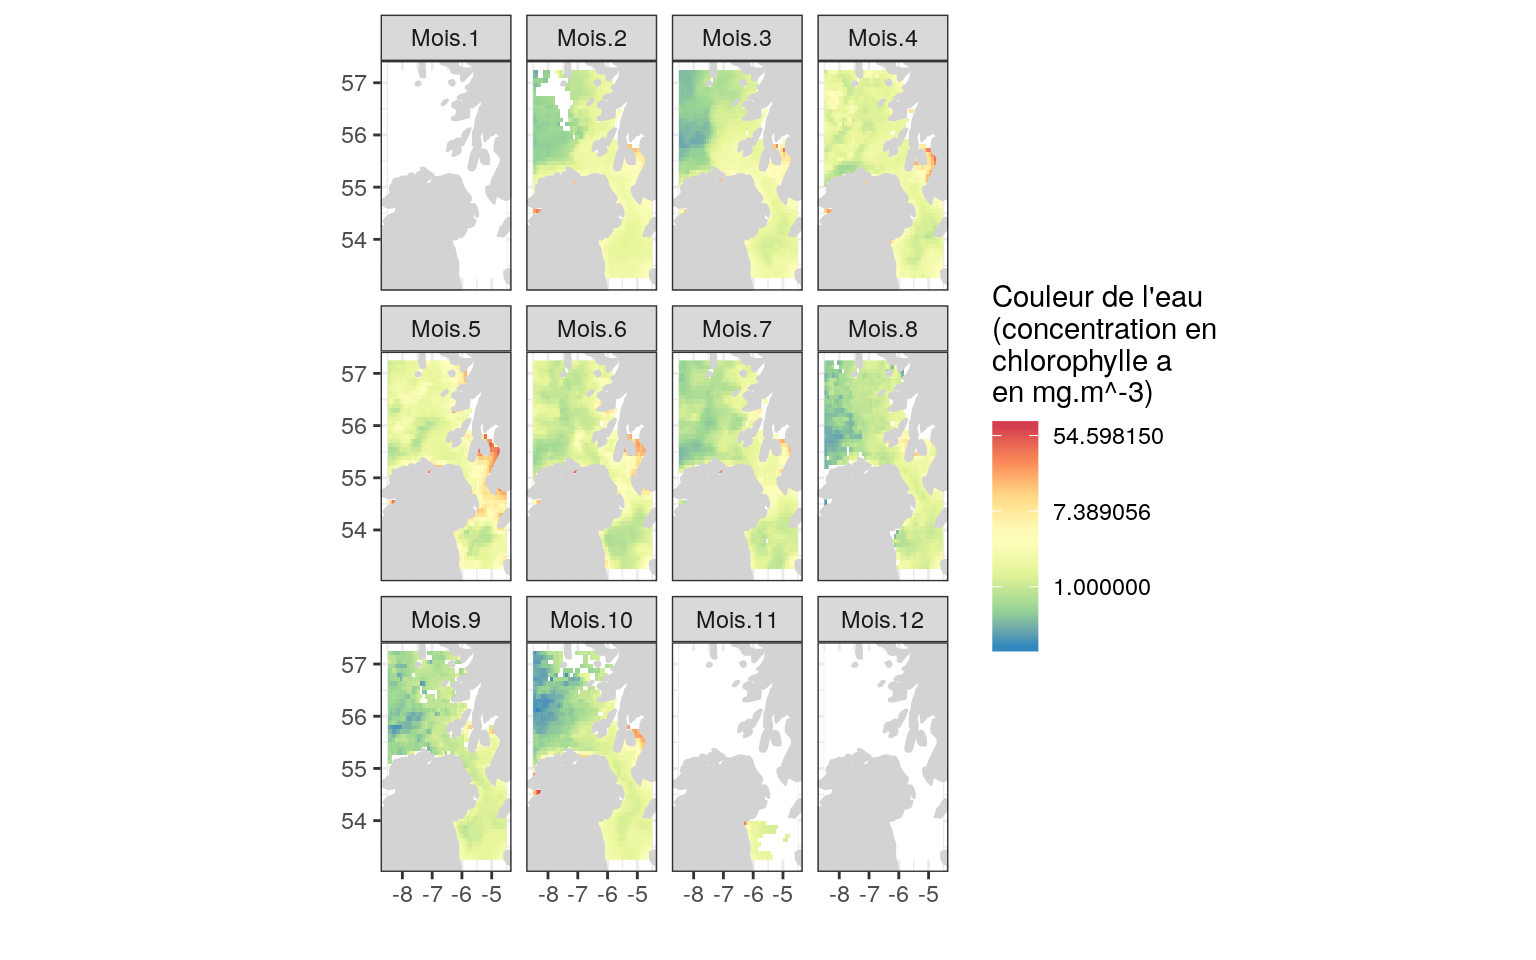 Mois.1 Mois.2 Mois.3 Mois.4
57
56
55
54
Mois.5 Mois.6 Mois.7 Mois.8
57
56
55
54
Mois.9 Mois.10 Mois.11 Mois.12
57
56
55
54
-8 -7 -6 -5 -8 -7 -6 -5 -8 -7 -6 -5 -8 -7 -6 -5
Couleur de l'eau
(concentration en
chlorophylle a
en mg.m^-3)
54.598150
7.389056
1.000000